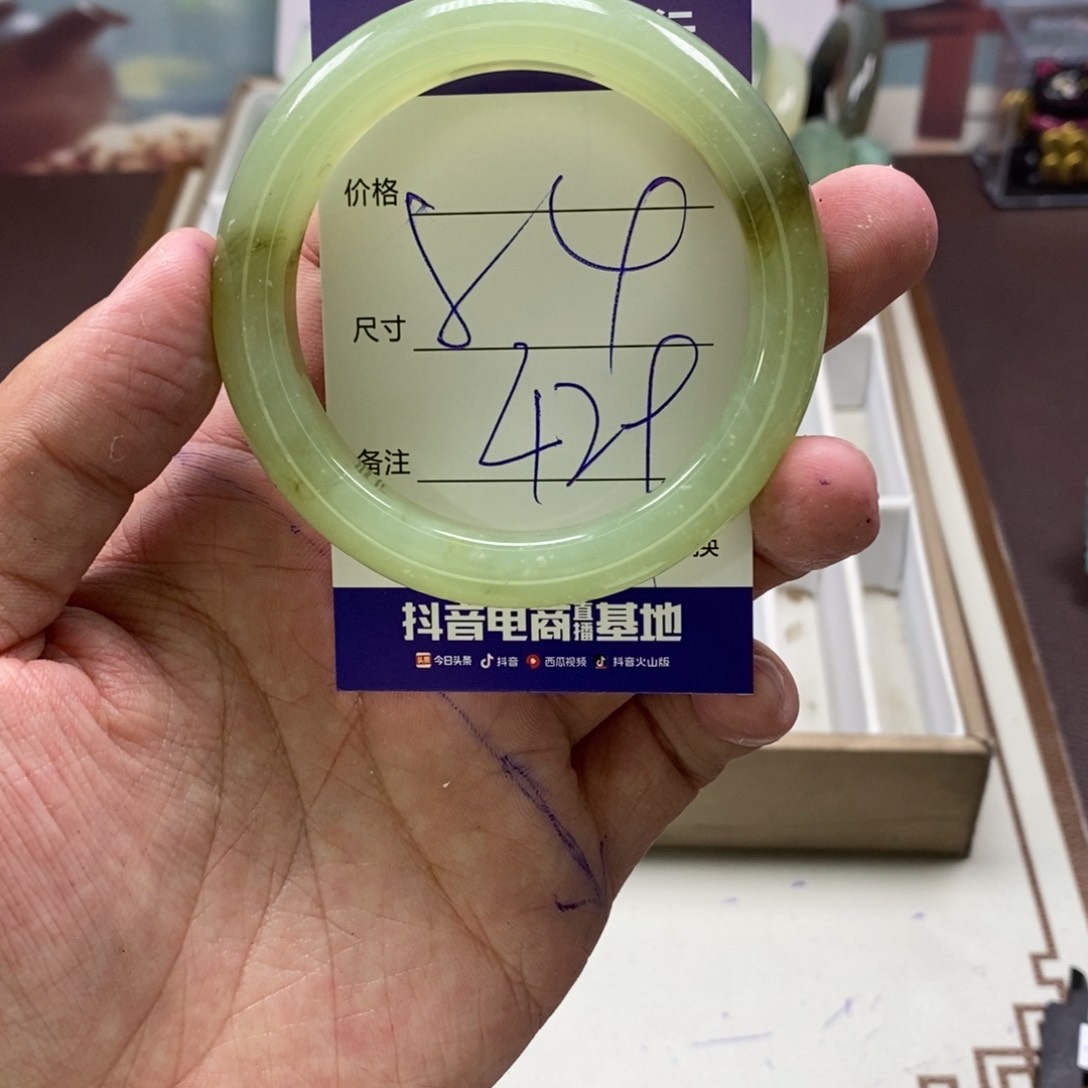 价格 84
尺寸
429
备注
抖音电商直播基地
今日头条 抖音 西瓜视频 抖音火山版